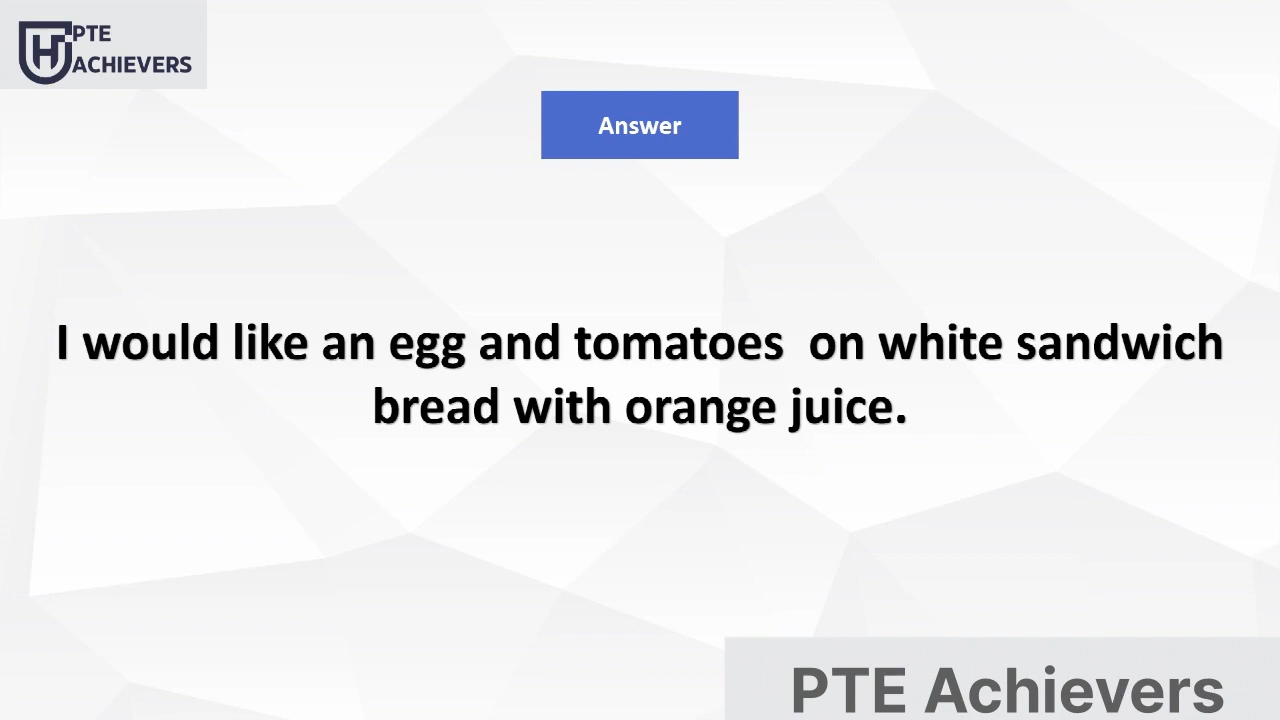 PTE
ACHIEVERS
Answer
I would like an egg and tomatoes  on white sandwich
bread with orange juice.
PTE Achievers